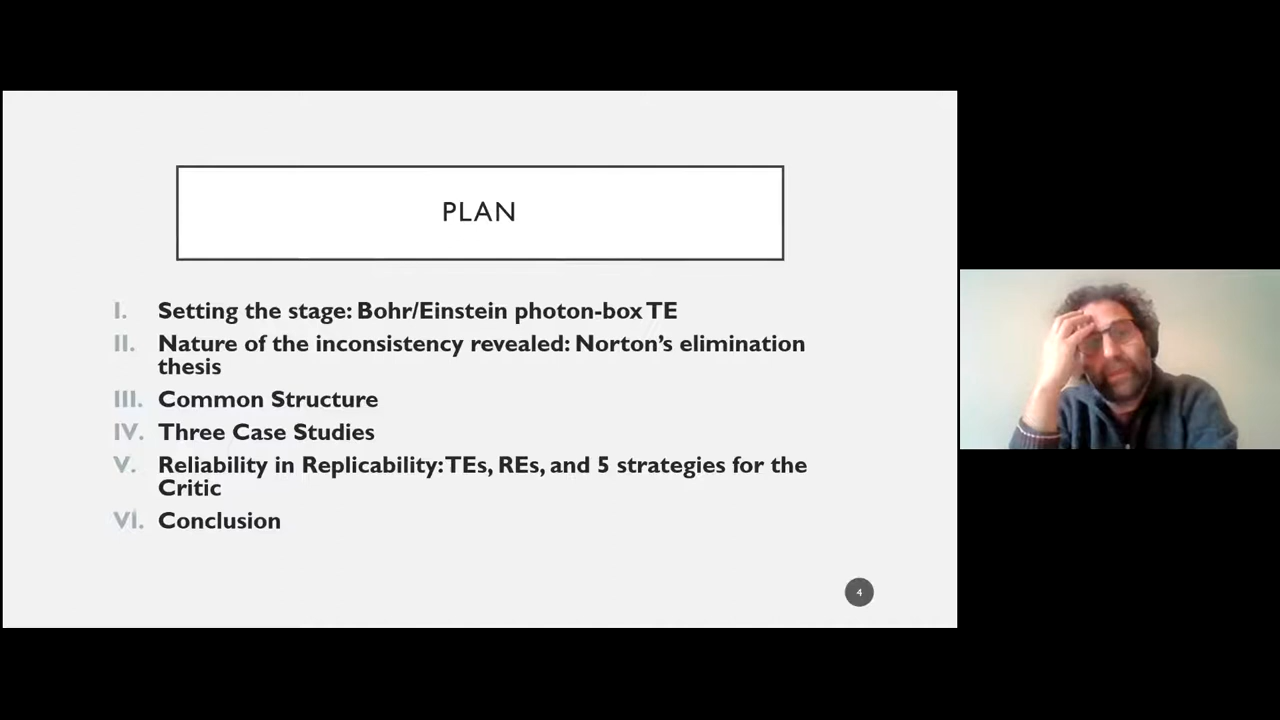 PLAN
I. Setting the stage: Bohr/Einstein photon-box TE
II. Nature of the inconsistency revealed: Norton's elimination
thesis
III. Common Structure
IV. Three Case Studies
V. Reliability in Replicability: TEs, REs, and 5 strategies for the
Critic
VI. Conclusion
4